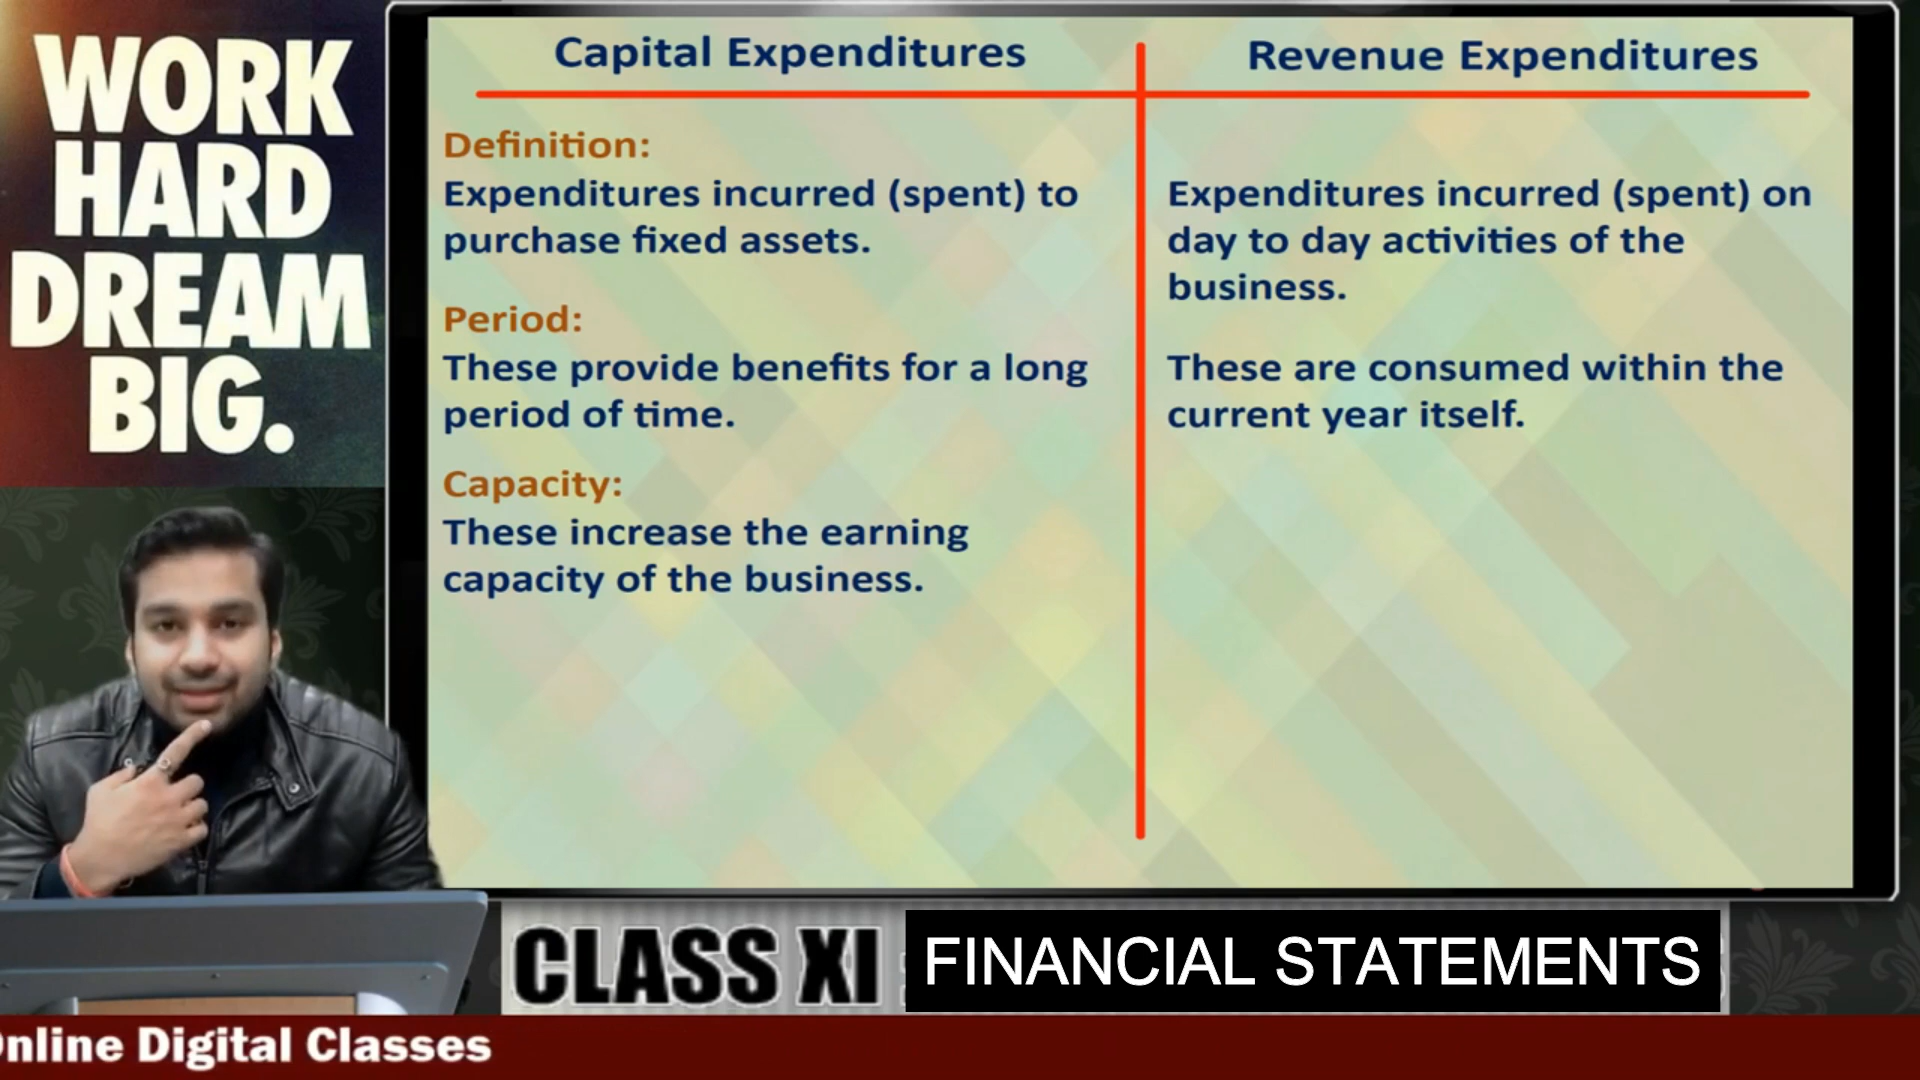 WORK
HARD
DREAM
BIG.
Capital Expenditures
Revenue Expenditures
Definition:
Expenditures incurred (spent) to
purchase fixed assets.
Expenditures incurred (spent) on
day to day activities of the
business.
Period:
These provide benefits for a long
period of time.
These are consumed within the
current year itself.
Capacity:
These increase the earning
capacity of the business.
CLASS XI
FINANCIAL STATEMENTS
Online Digital Classes